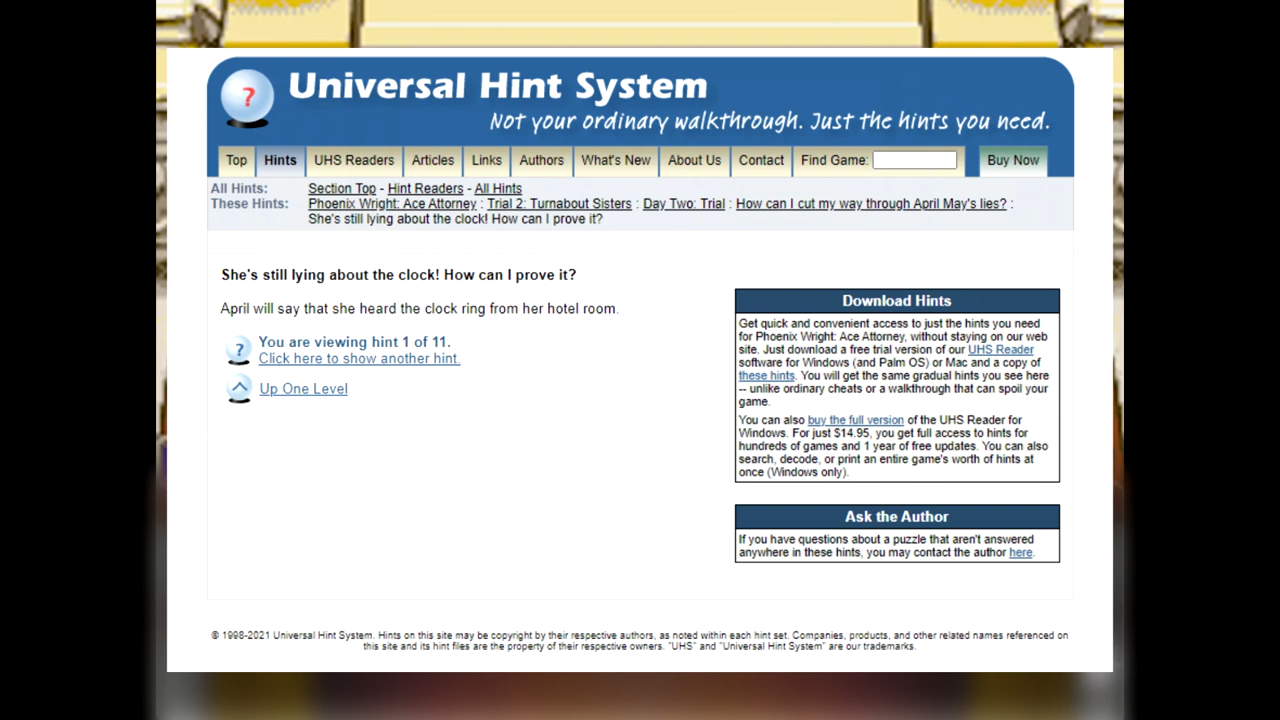 ?
Universal Hint System
Not your ordinary walkthrough. Just the hints you need.
Top Hints UHS Readers Articles Links Authors What's New About Us Contact Find Game: Buy Now
All Hints: Section Top - Hint Readers - All Hints
These Hints: Phoenix Wright: Ace Attorney : Trial 2: Turnabout Sisters : Day Two: Trial : How can I cut my way through April May's lies? :
She's still lying about the clock! How can I prove it?
She's still lying about the clock! How can I prove it?
April will say that she heard the clock ring from her hotel room.
?
You are viewing hint 1 of 11.
Click here to show another hint.
Up One Level
Download Hints
Get quick and convenient access to just the hints you need
for Phoenix Wright: Ace Attorney, without staying on our web
site. Just download a free trial version of our UHS Reader
software for Windows (and Palm OS) or Mac and a copy of
these hints. You will get the same gradual hints you see here
-- unlike ordinary cheats or a walkthrough that can spoil your
game.
You can also buy the full version of the UHS Reader for
Windows. For just $14.95, you get full access to hints for
hundreds of games and 1 year of free updates. You can also
search, decode, or print an entire game's worth of hints at
once (Windows only).
Ask the Author
If you have questions about a puzzle that aren't answered
anywhere in these hints, you may contact the author here.
© 1998-2021 Universal Hint System. Hints on this site may be copyright by their respective authors, as noted within each hint set. Companies, products, and other related names referenced on
this site and its hint files are the property of their respective owners. "UHS" and "Universal Hint System" are our trademarks.